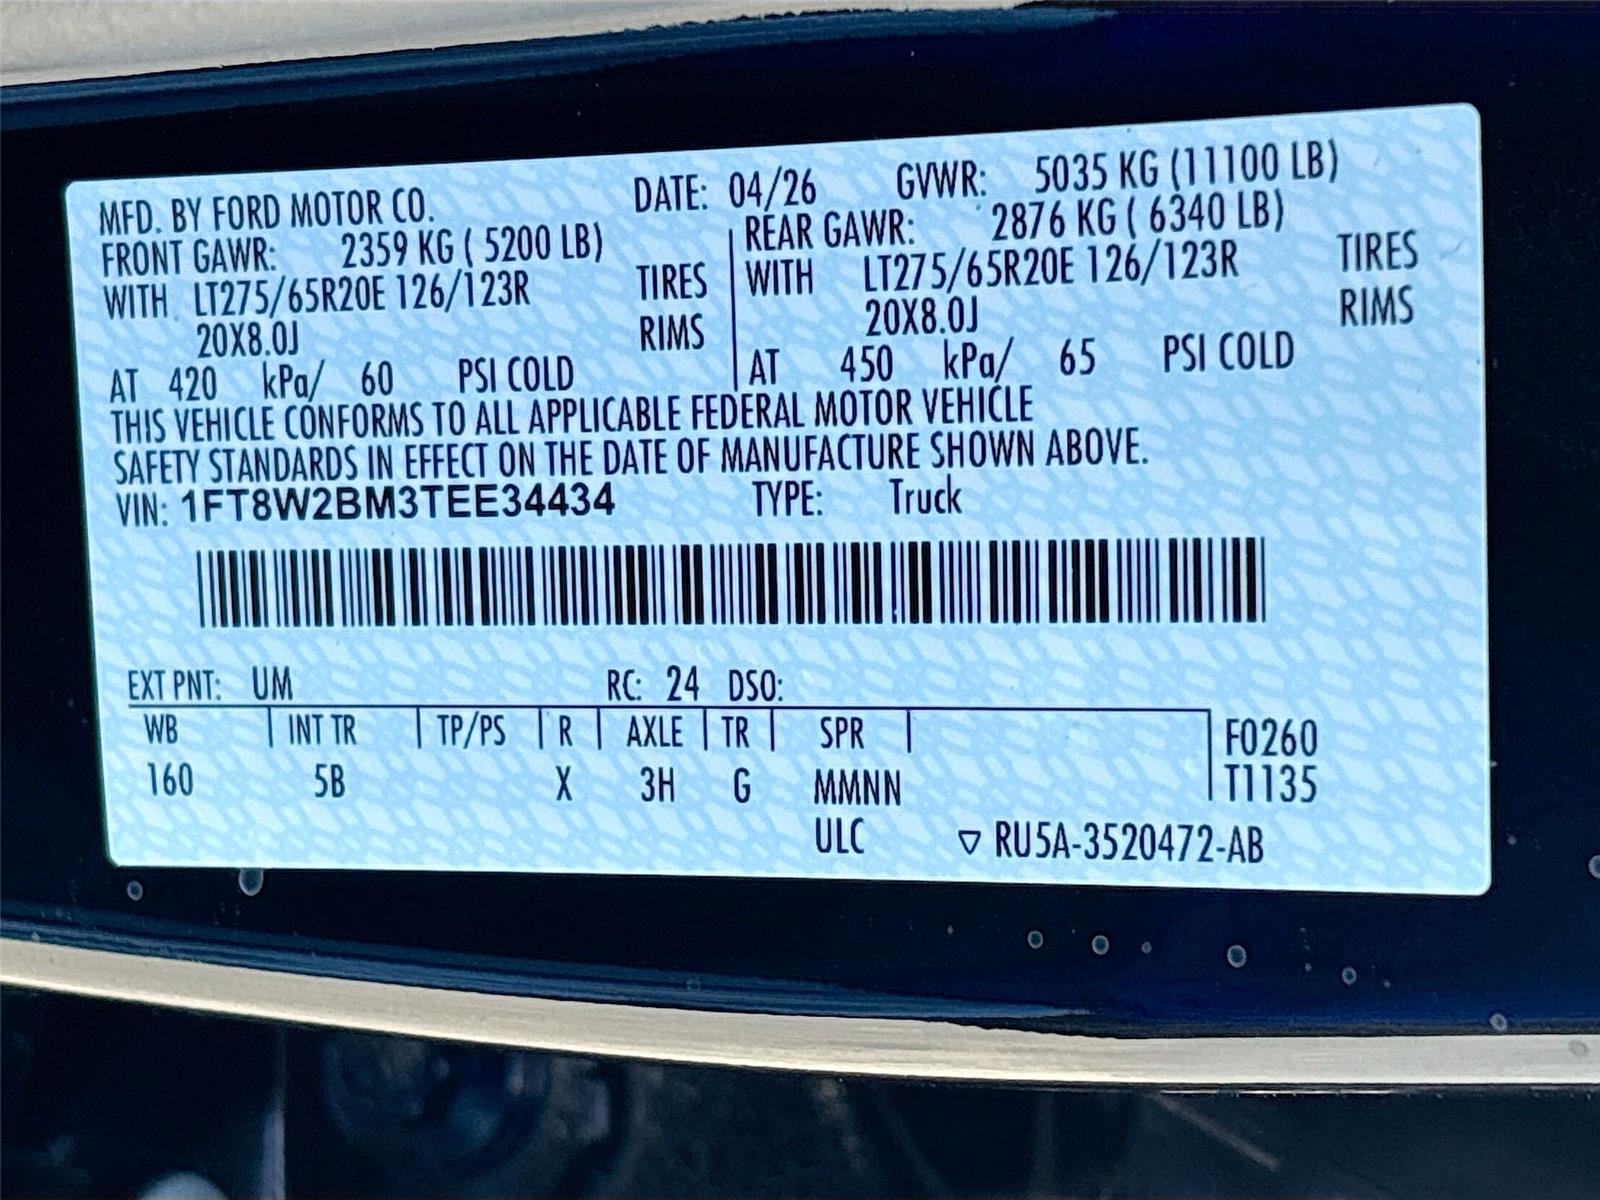 MFD. BY FORD MOTOR CO. DATE: 04/26 GVWR: 5035 KG (11100 LB)
FRONT GAWR: 2359 KG ( 5200 LB) REAR GAWR: 2876 KG ( 6340 LB)
WITH LT275/65R20E 126/123R TIRES WITH LT275/65R20E 126/123R TIRES
20X8.0J RIMS 20X8.0J RIMS
AT 420 kPa/ 60 PSI COLD AT 450 kPa/ 65 PSI COLD
THIS VEHICLE CONFORMS TO ALL APPLICABLE FEDERAL MOTOR VEHICLE
SAFETY STANDARDS IN EFFECT ON THE DATE OF MANUFACTURE SHOWN ABOVE.
VIN: 1FT8W2BM3TEE34434 TYPE: Truck
EXT PNT: UM RC: 24 DSO:
WB INT TR TP/PS R AXLE TR SPR F0260
160 5B X 3H G MMNN T1135
ULC ▽ RU5A-3520472-AB